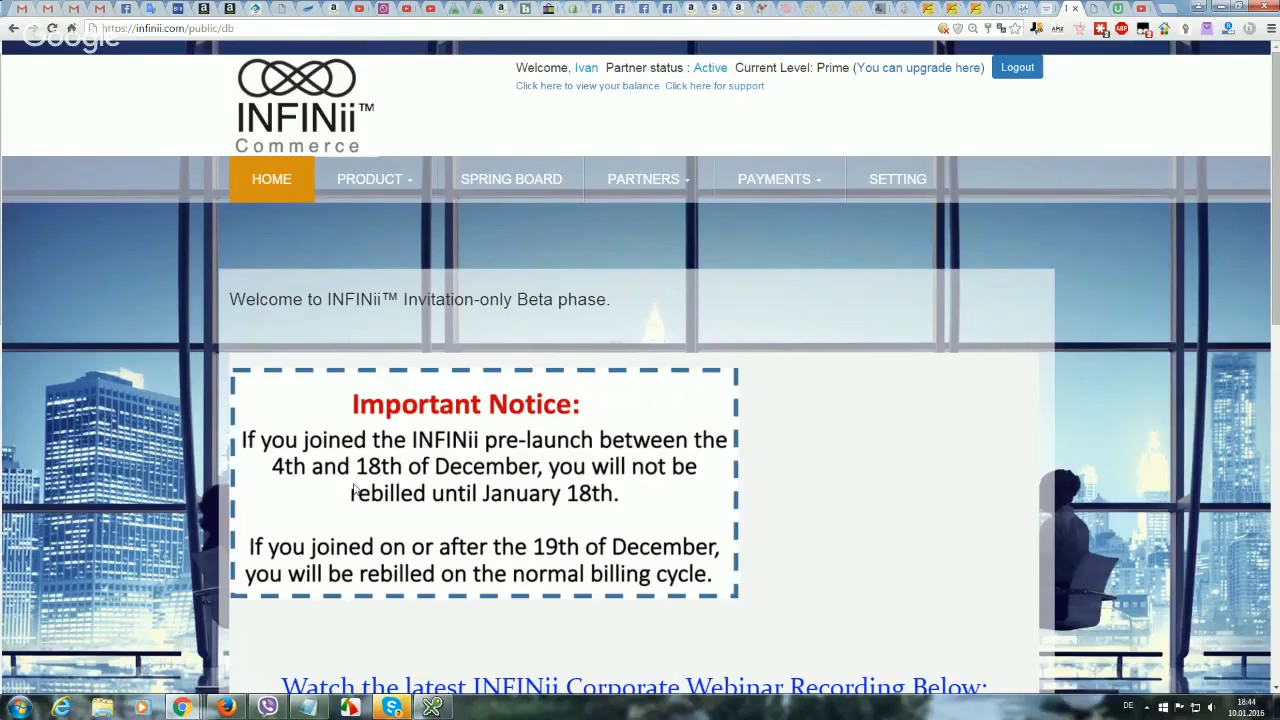 https://infinii.com/public/db
Google
INFINii™
Commerce
Welcome, Ivan Partner status : Active Current Level: Prime (You can upgrade here) Logout
Click here to view your balance Click here for support
HOME PRODUCT SPRING BOARD PARTNERS PAYMENTS SETTING
Welcome to INFINii™ Invitation-only Beta phase.
Important Notice:
If you joined the INFINii pre-launch between the
4th and 18th of December, you will not be
rebilled until January 18th.
If you joined on or after the 19th of December,
you will be rebilled on the normal billing cycle.
Watch the latest INFINii Corporate Webinar Recording Below:
DE 18:44
10.01.2016